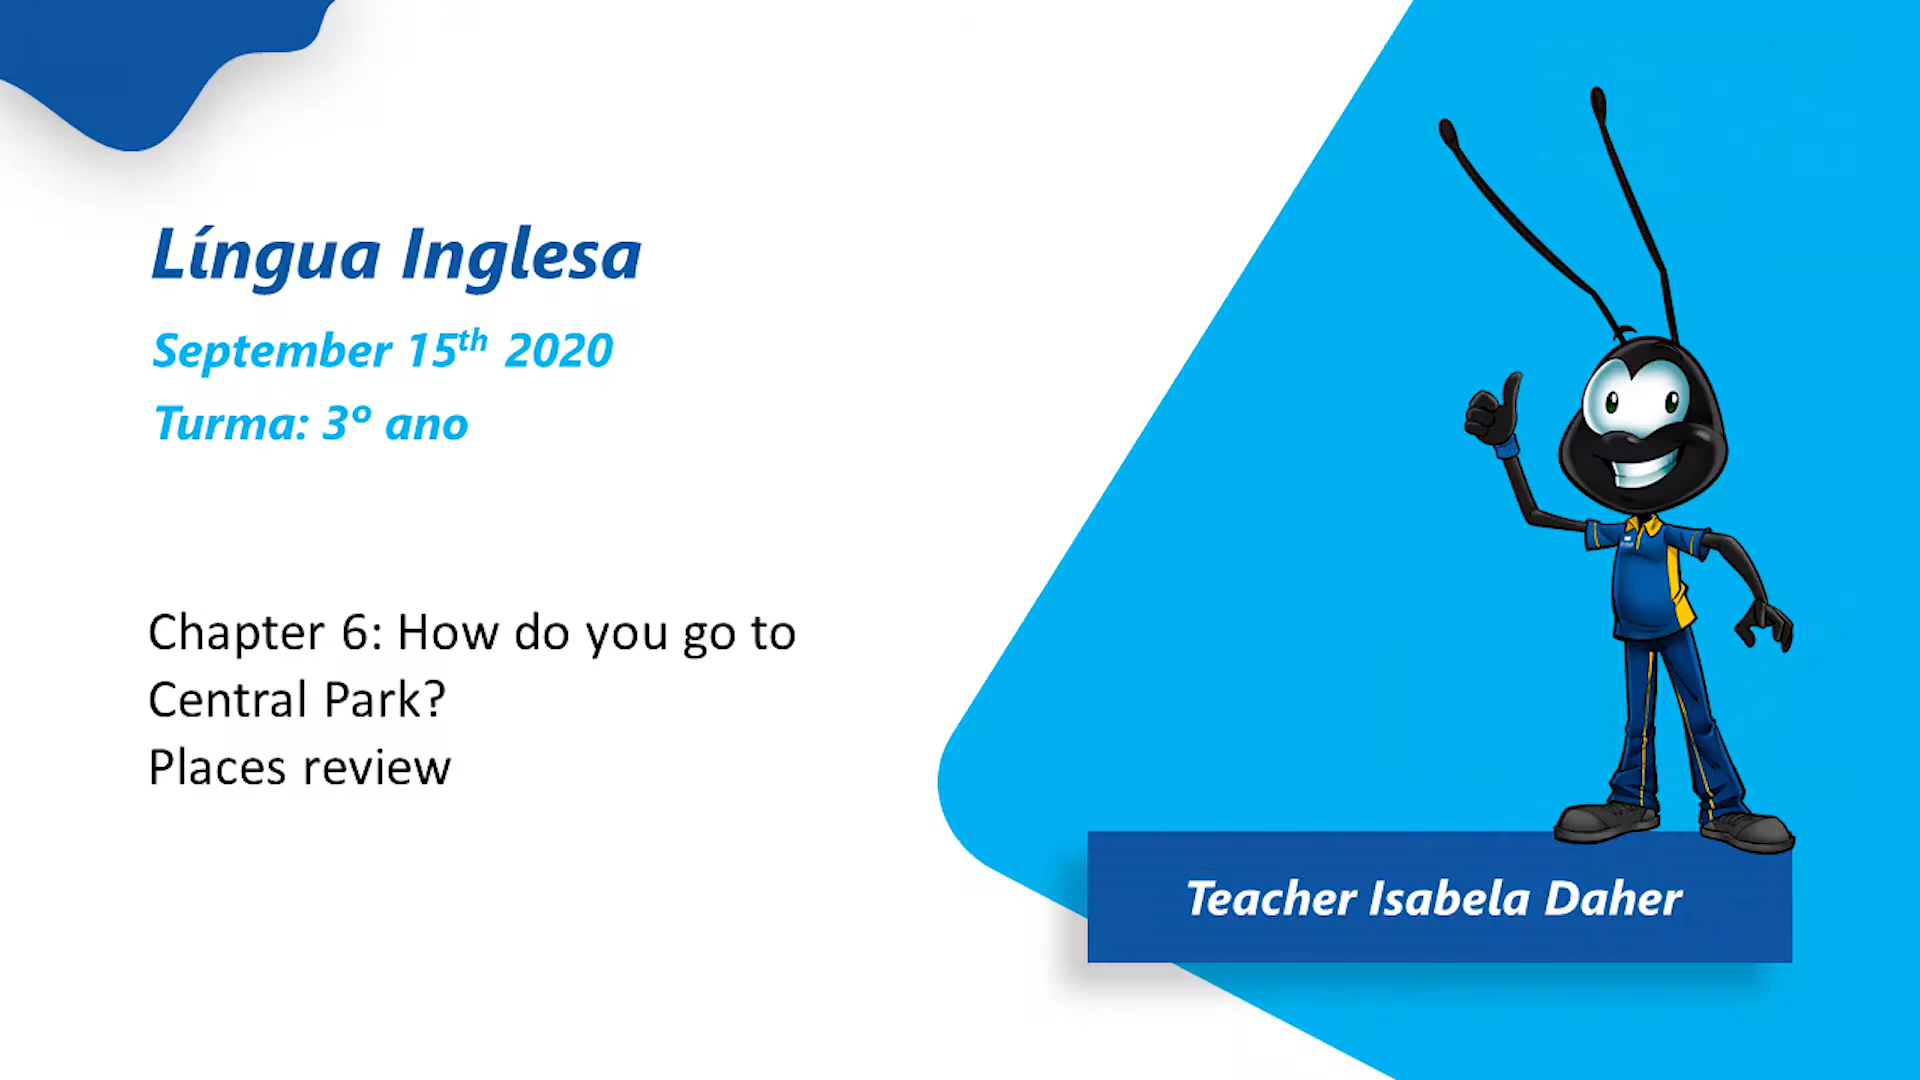 Língua Inglesa
September 15th 2020
Turma: 3º ano
Chapter 6: How do you go to
Central Park?
Places review
Teacher Isabela Daher